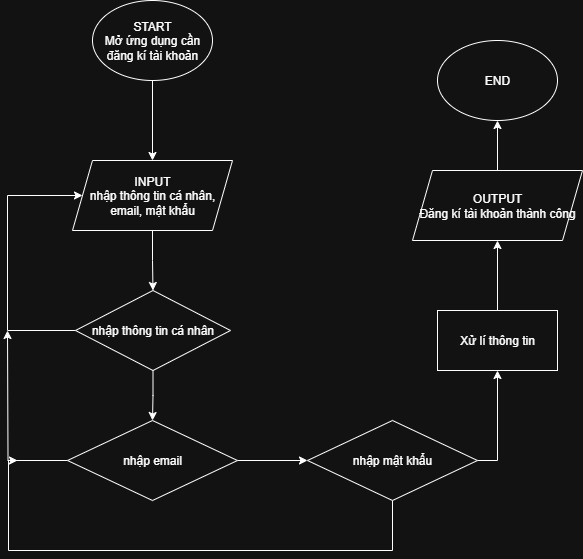 START
Mở ứng dụng cần
đăng kí tài khoản
INPUT
nhập thông tin cá nhân,
email, mật khẩu
nhập thông tin cá nhân
nhập email
nhập mật khẩu
Xử lí thông tin
OUTPUT
Đăng kí tài khoản thành công
END